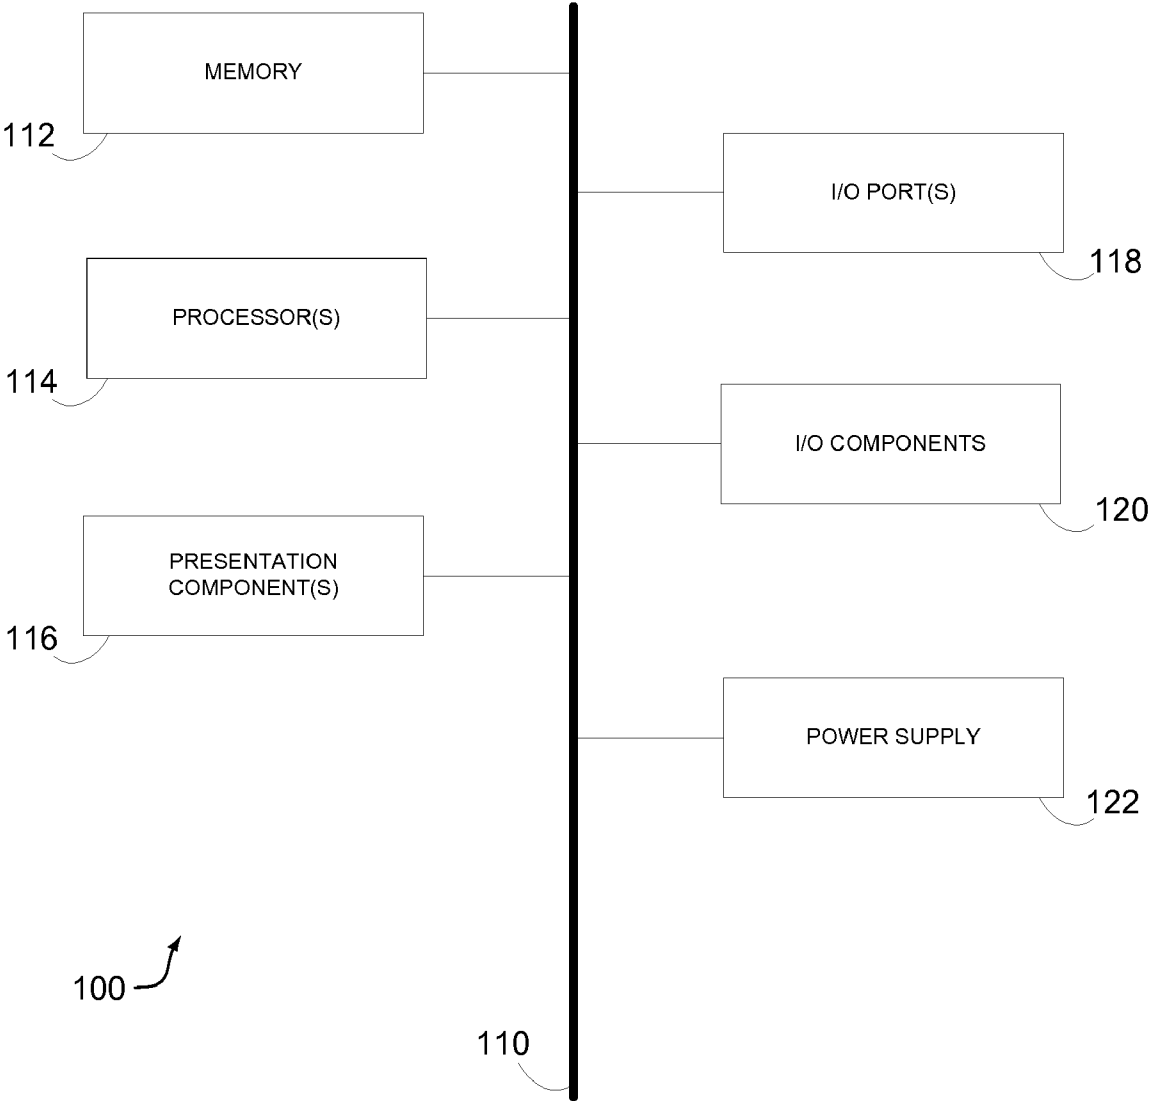 MEMORY
112
I/O PORT(S)
118
PROCESSOR(S)
114
I/O COMPONENTS
120
PRESENTATION
COMPONENT(S)
116
POWER SUPPLY
122
100
110